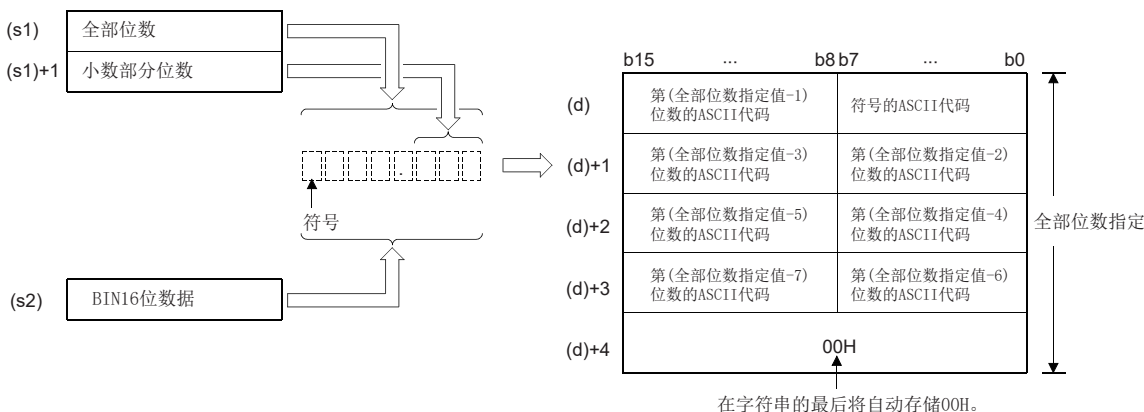 (s1) 全部位数
(s1)+1 小数部分位数
符号
(s2) BIN16位数据
b15 ... b8 b7 ... b0
(d) 第(全部位数指定值-1)
位数的ASCII代码
符号的ASCII代码
(d)+1 第(全部位数指定值-3)
位数的ASCII代码
第(全部位数指定值-2)
位数的ASCII代码
(d)+2 第(全部位数指定值-5)
位数的ASCII代码
第(全部位数指定值-4)
位数的ASCII代码
(d)+3 第(全部位数指定值-7)
位数的ASCII代码
第(全部位数指定值-6)
位数的ASCII代码
(d)+4 00H
全部位数指定
在字符串的最后将自动存储00H。